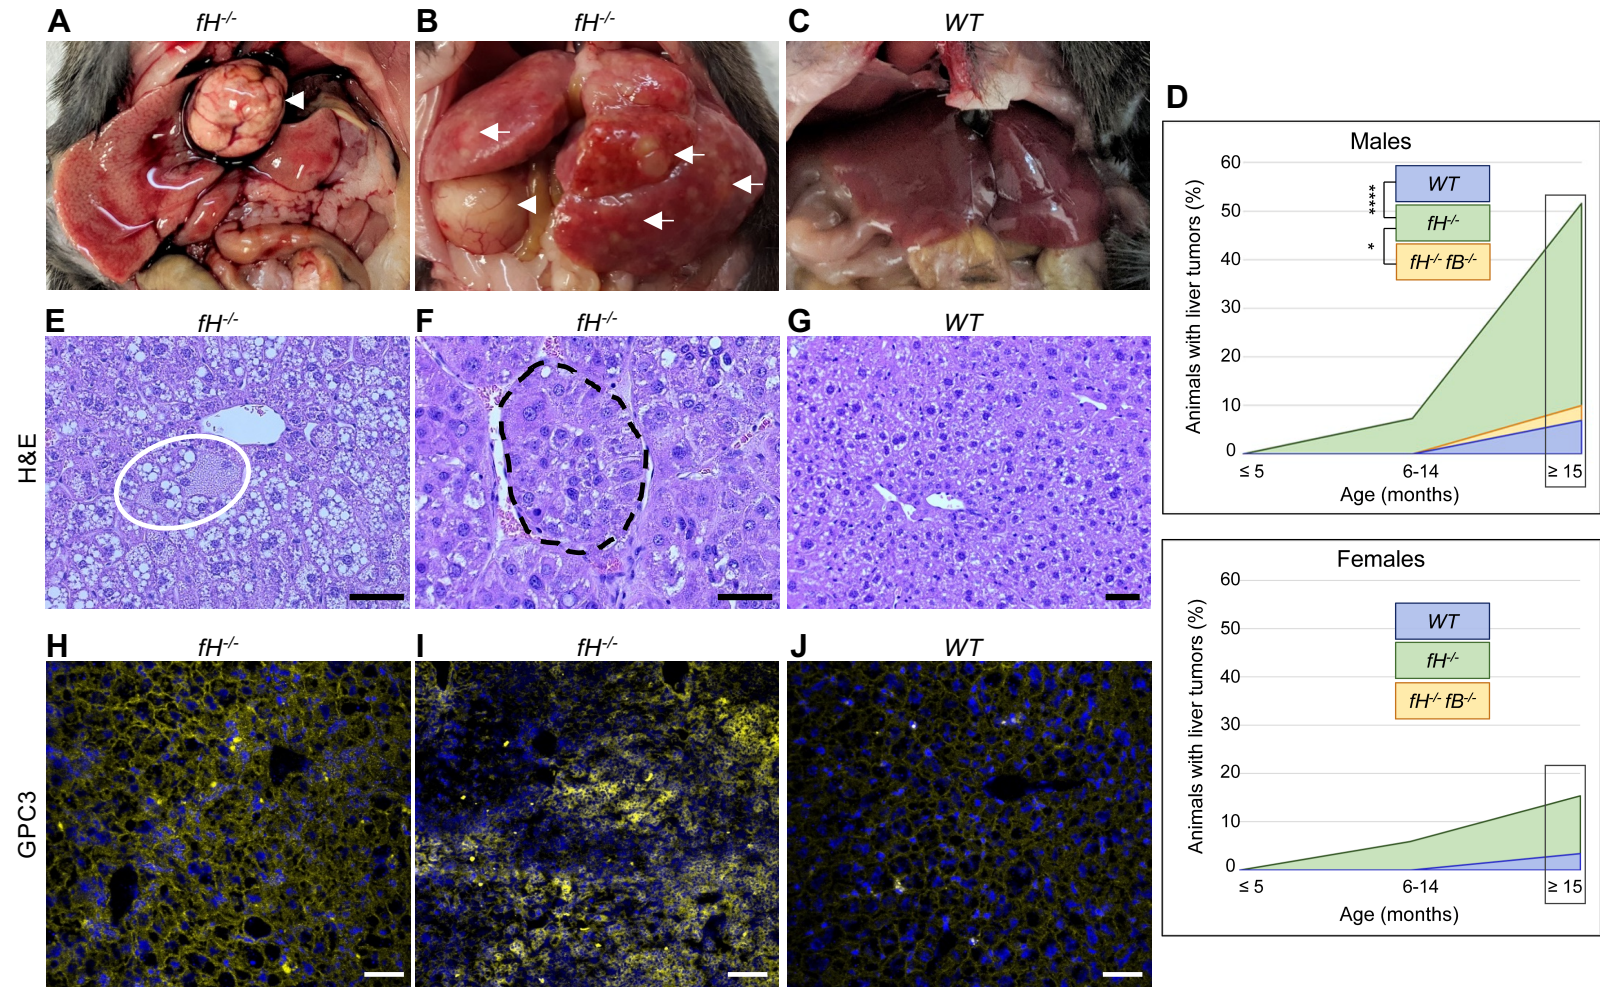 A fH-/-
B fH-/-
C WT
D
Males
Animals with liver tumors (%)
60
50
40
30
20
10
0
WT
fH-/-
fH-/- fB-/-
****
*
≤ 5
6-14
≥ 15
Age (months)
E fH-/-
F fH-/-
G WT
H&E
Females
Animals with liver tumors (%)
60
50
40
30
20
10
0
WT
fH-/-
fH-/- fB-/-
≤ 5
6-14
≥ 15
Age (months)
H fH-/-
I fH-/-
J WT
GPC3